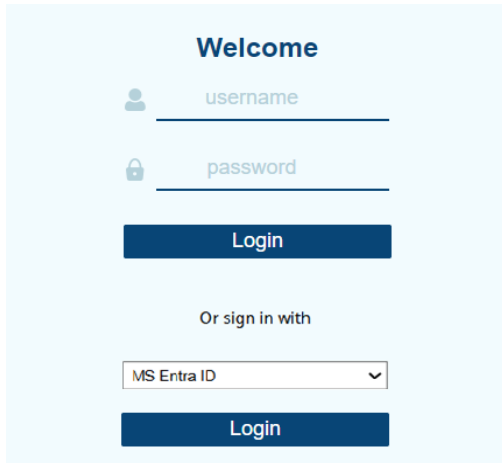 Welcome
username
password
Login
Or sign in with
MS Entra ID
Login